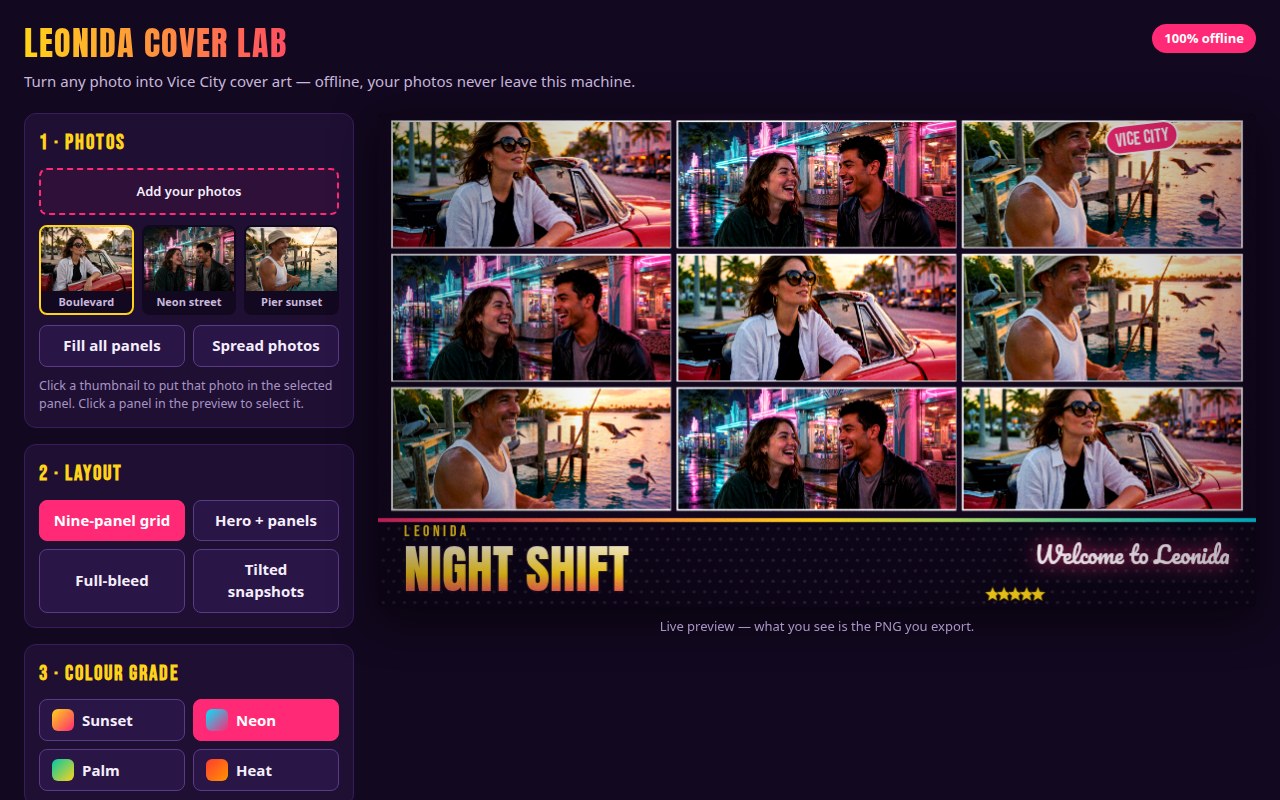 LEONIDA COVER LAB
100% offline
Turn any photo into Vice City cover art — offline, your photos never leave this machine.
1 · PHOTOS
Add your photos
Boulevard
Neon street
Pier sunset
Fill all panels
Spread photos
Click a thumbnail to put that photo in the selected
panel. Click a panel in the preview to select it.
2 · LAYOUT
Nine-panel grid
Hero + panels
Full-bleed
Tilted
snapshots
3 · COLOUR GRADE
Sunset
Neon
Palm
Heat
VICE CITY
LEONIDA
NIGHT SHIFT
Welcome to Leonida
Live preview — what you see is the PNG you export.